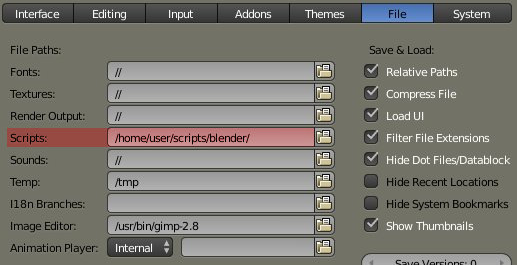 Interface Editing Input Addons Themes File System
File Paths: Save & Load:
Fonts: // Relative Paths
Textures: // Compress File
Render Output: // Load UI
Scripts: /home/user/scripts/blender/ Filter File Extensions
Sounds: // Hide Dot Files/Datablock
Temp: /tmp Hide Recent Locations
I18n Branches: Hide System Bookmarks
Image Editor: /usr/bin/gimp-2.8 Show Thumbnails
Animation Player: Internal
Save Versions: 0